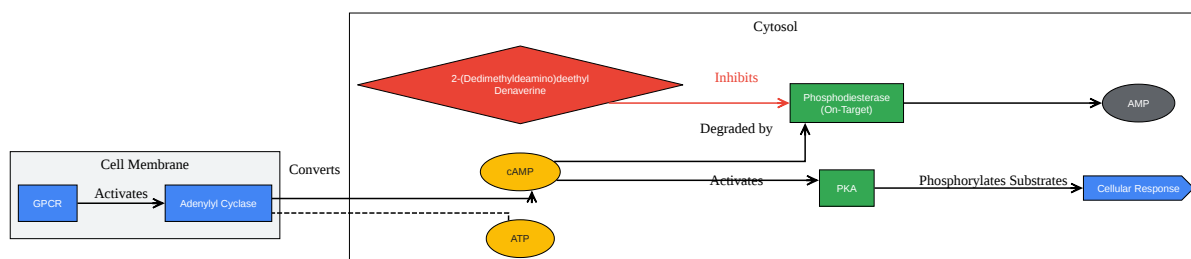 Cytosol
2-(Dedimethyldeamino)deethyl
Denaverine
Inhibits
Phosphodiesterase
(On-Target)
AMP
Degraded by
Cell Membrane
Converts
cAMP
Activates
PKA
Phosphorylates Substrates
Cellular Response
GPCR
Activates
Adenylyl Cyclase
ATP